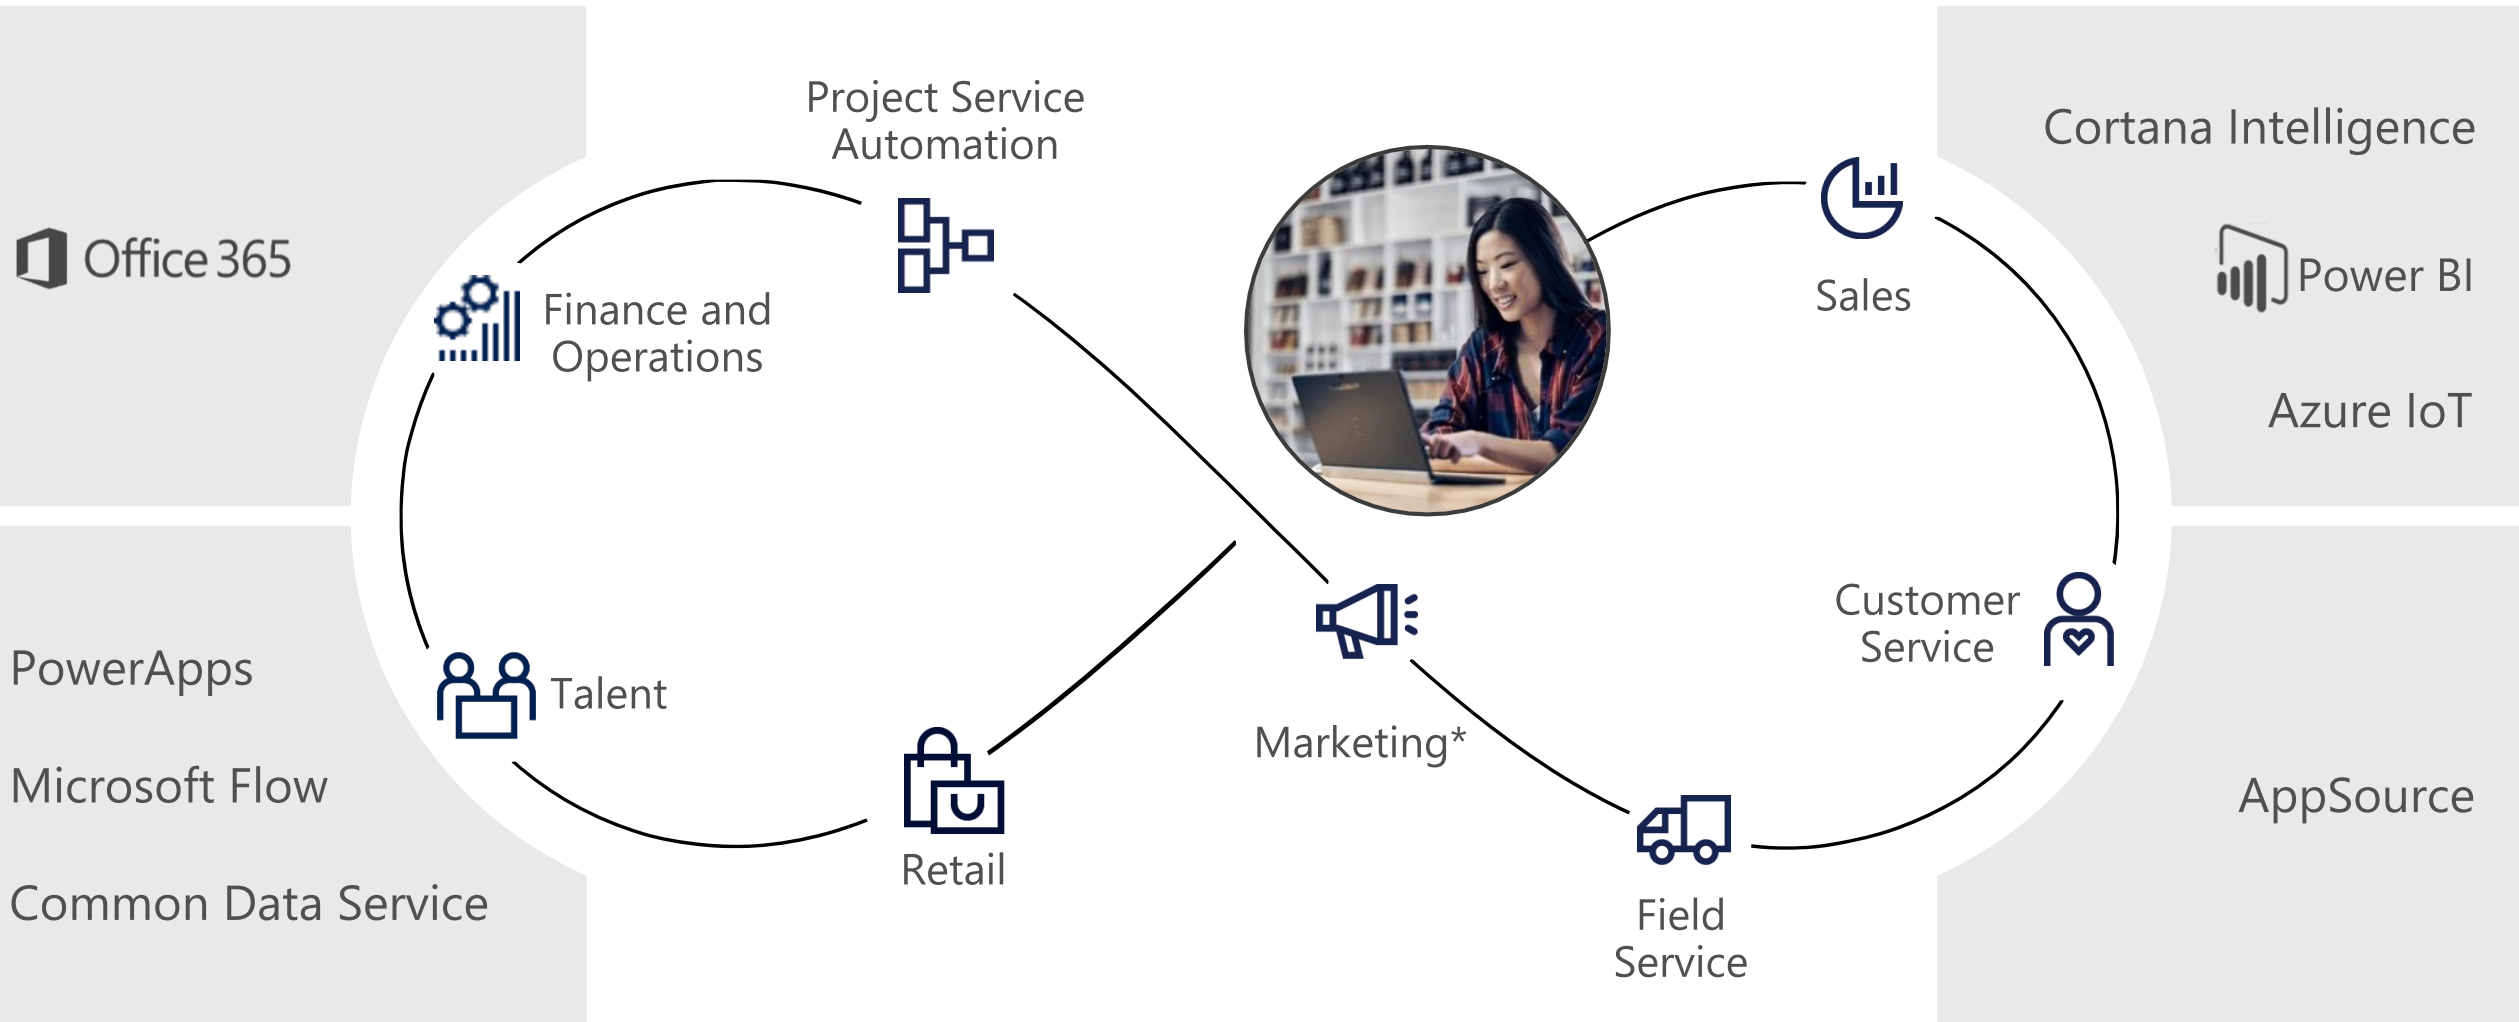 Office 365
PowerApps
Microsoft Flow
Common Data Service
Project Service
Automation
Finance and
Operations
Talent
Retail
Marketing*
Sales
Customer
Service
Field
Service
Cortana Intelligence
Power BI
Azure IoT
AppSource